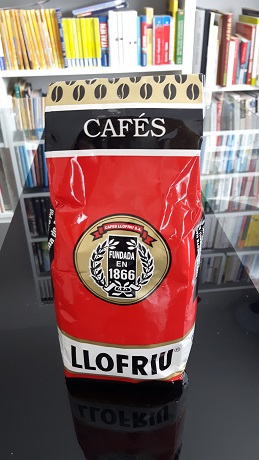 CAFÉS
CAFES LLOFRIU S.A.
FUNDADA
EN
1866
LLOFRIU®